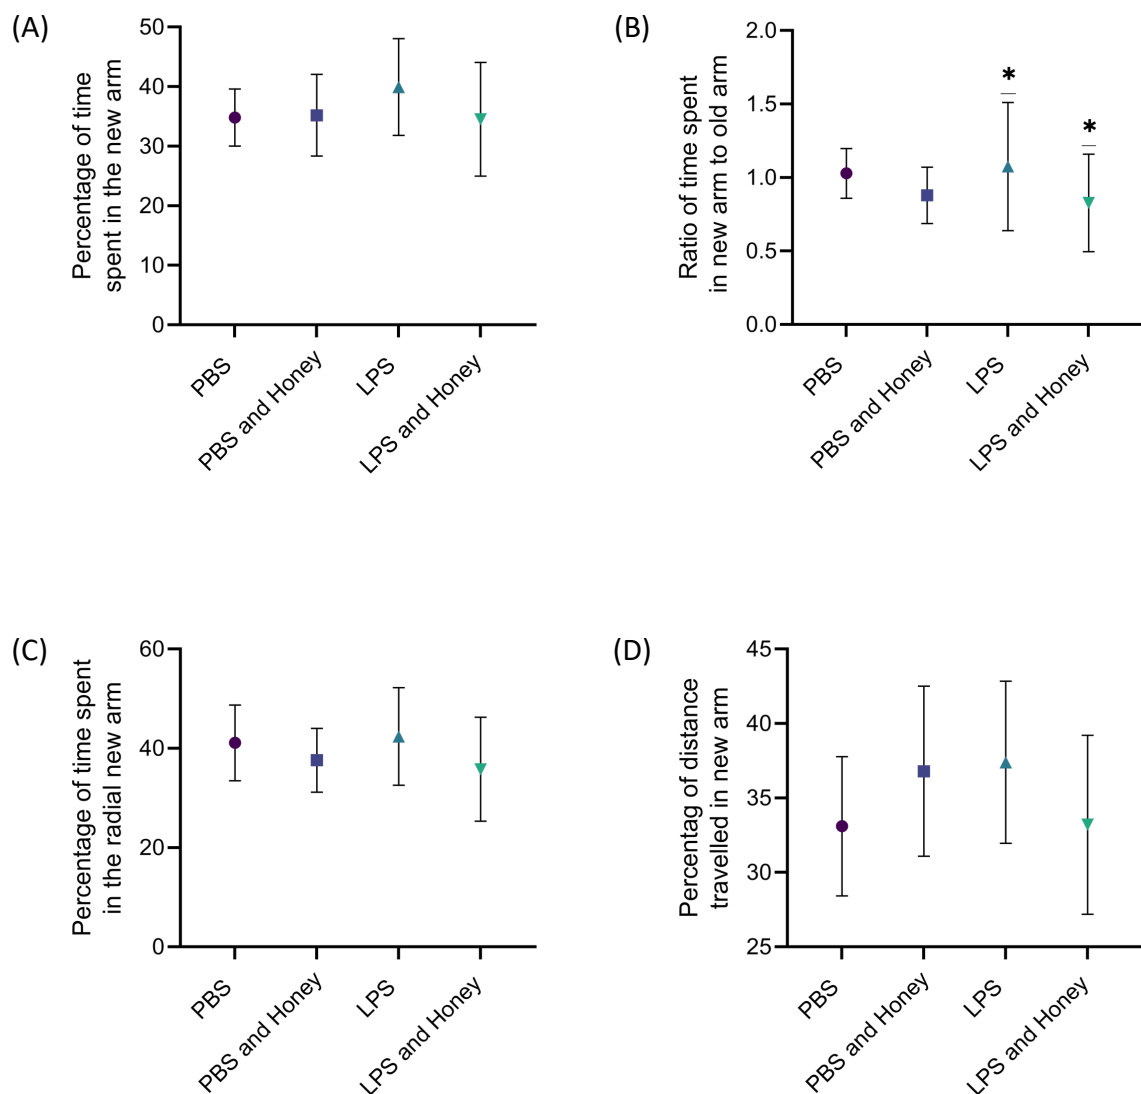 (A)
Percentage of time
spent in the new arm
50
40
30
20
10
0
PBS
PBS and Honey
LPS
LPS and Honey
(B)
Ratio of time spent
in new arm to old arm
2.0
1.5
1.0
0.5
0.0
*
*
PBS
PBS and Honey
LPS
LPS and Honey
(C)
Percentage of time spent
in the radial new arm
60
40
20
0
PBS
PBS and Honey
LPS
LPS and Honey
(D)
Percentag of distance
travelled in new arm
45
40
35
30
25
PBS
PBS and Honey
LPS
LPS and Honey